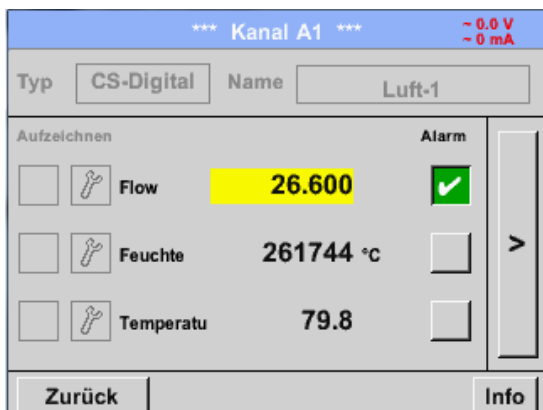 *** Kanal A1 ***
~ 0.0 V
~ 0 mA
Typ CS-Digital Name Luft-1
Aufzeichnen Alarm
Flow 26.600
Feuchte 261744 °C
Temperatu 79.8
>
Zurück Info